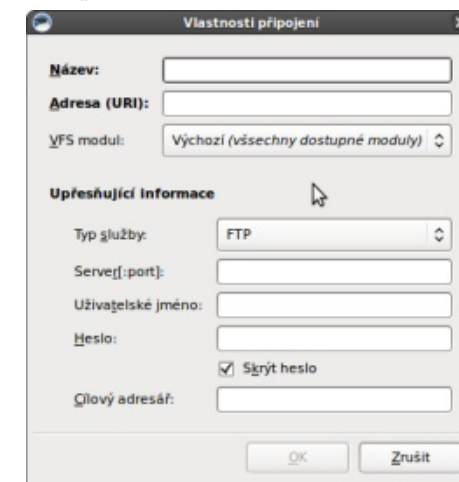 Vlastnosti připojení
Název:
Adresa (URI):
VFS modul: Výchozí (všsechny dostupné moduly)
Upřesňující informace
Typ služby: FTP
Server[:port]:
Uživatelské jméno:
Heslo:
Skrýt heslo
Cílový adresář:
OK Zrušit